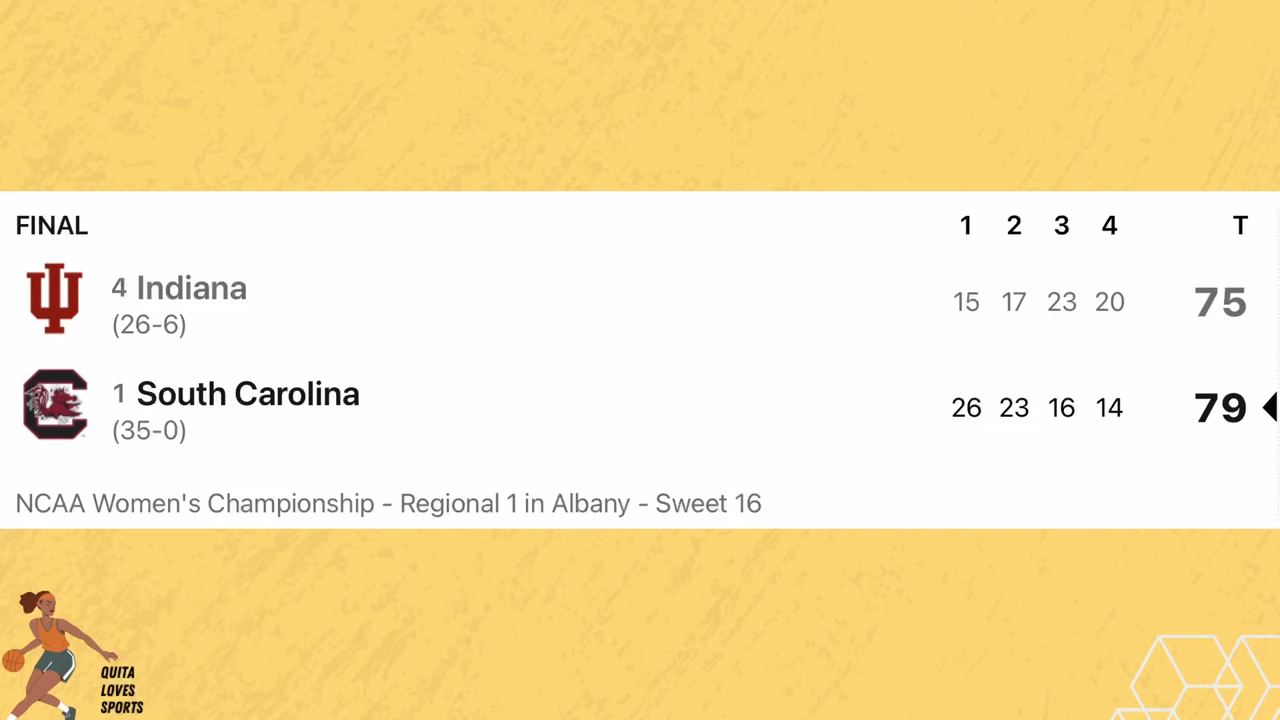 FINAL 1 2 3 4 T
4 Indiana
(26-6)
15 17 23 20 75
1 South Carolina
(35-0)
26 23 16 14 79
NCAA Women's Championship - Regional 1 in Albany - Sweet 16
QUITA
LOVES
SPORTS